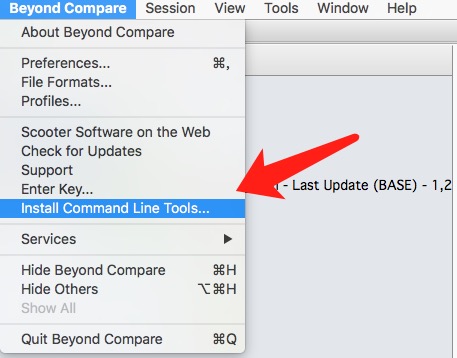 Beyond Compare Session View Tools Window Help
About Beyond Compare
Preferences... ⌘,
File Formats...
Profiles...
Scooter Software on the Web
Check for Updates
Support
Enter Key...
- Last Update (BASE) - 1,2
Install Command Line Tools...
Services ▶
Hide Beyond Compare ⌘H
Hide Others ⌥⌘H
Show All
Quit Beyond Compare ⌘Q